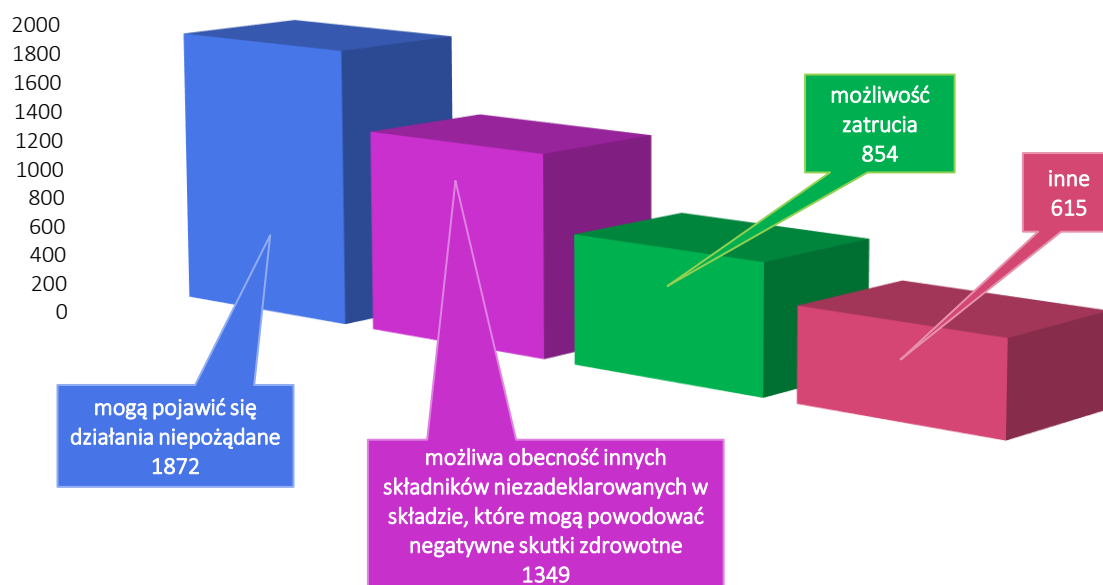 2000
1800
1600
1400
1200
1000
800
600
400
200
0
możliwość
zatrucia
854
inne
615
mogą pojawić się
działania niepożądane
1872
możliwa obecność innych
składników niezadeklarowanych w
składzie, które mogą powodować
negatywne skutki zdrowotne
1349